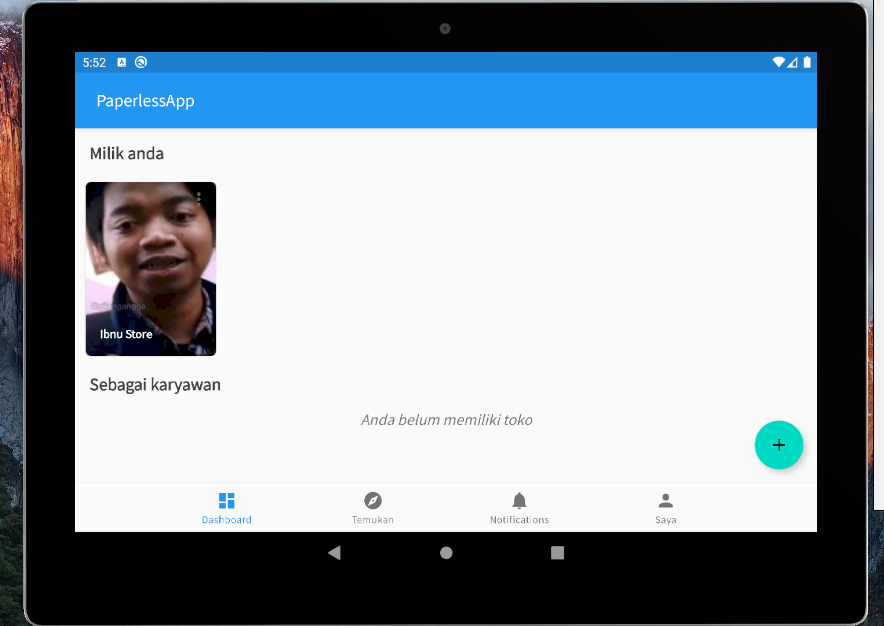 5:52
PaperlessApp
Milik anda
Ibnu Store
Sebagai karyawan
Anda belum memiliki toko
Dashboard
Temukan
Notifications
Saya